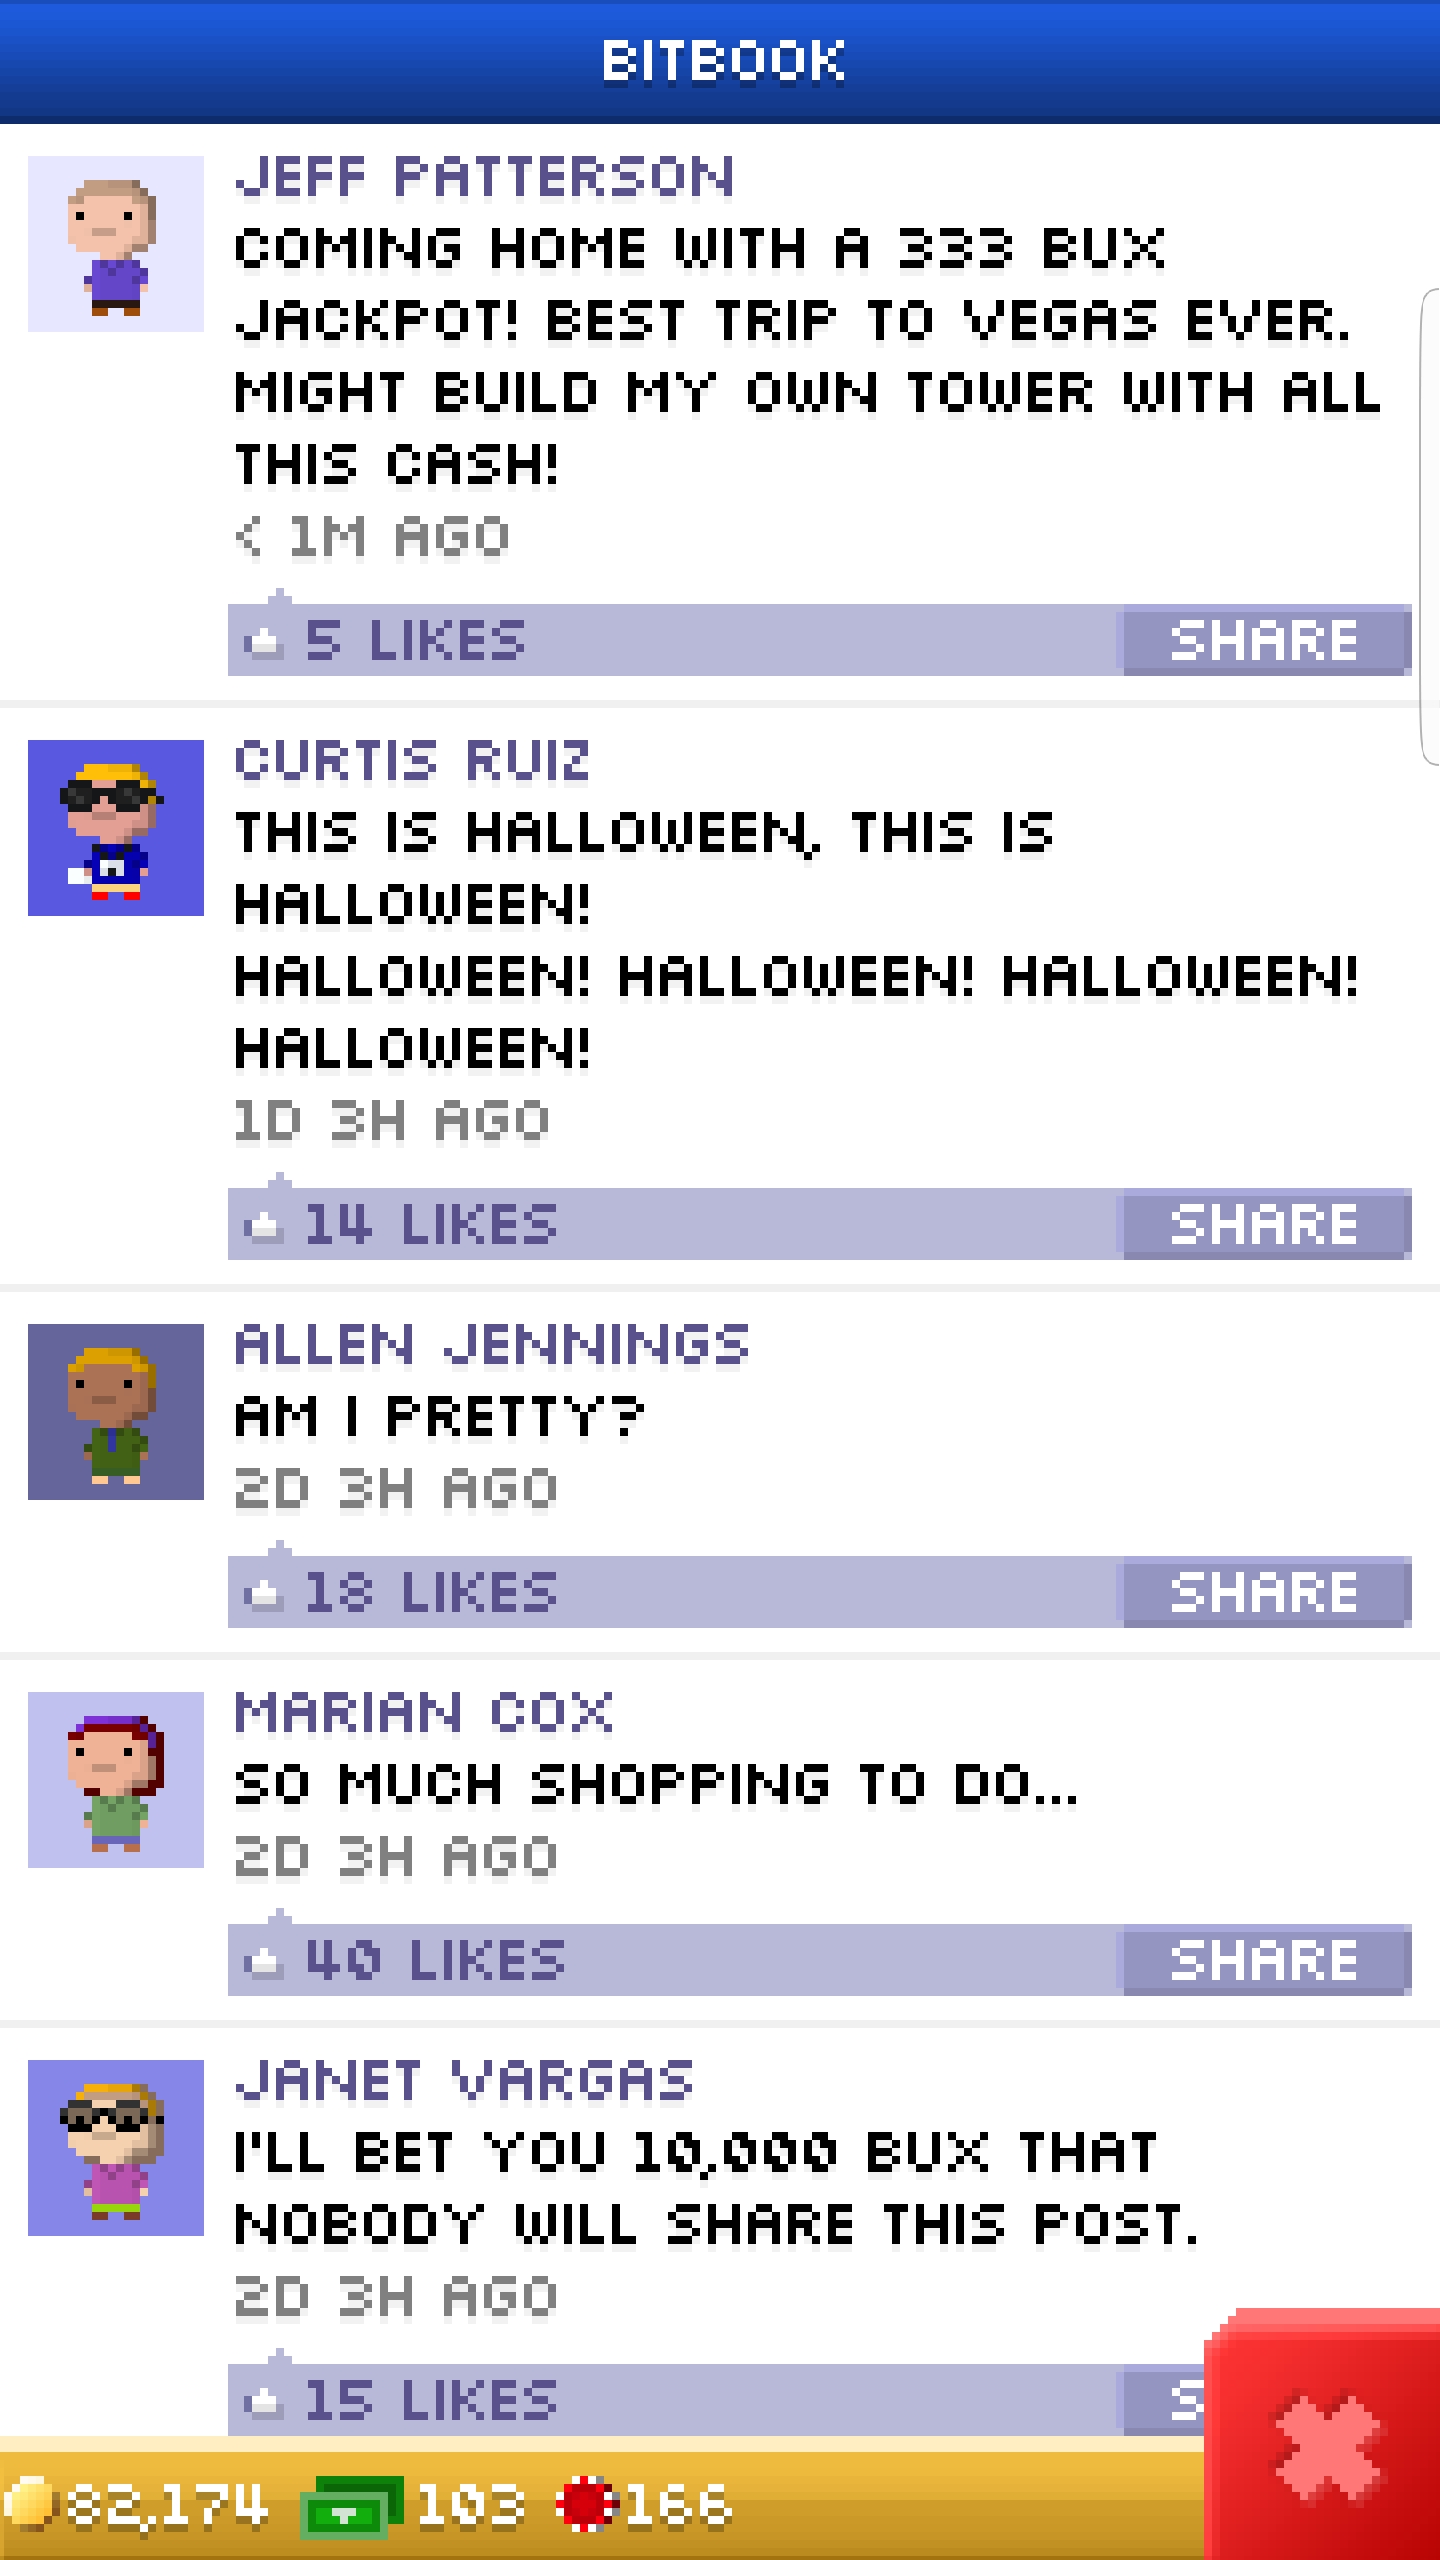 BITBOOK
JEFF PATTERSON
COMING HOME WITH A 333 BUX
JACKPOT! BEST TRIP TO VEGAS EVER.
MIGHT BUILD MY OWN TOWER WITH ALL
THIS CASH!
< 1M AGO
5 LIKES SHARE
CURTIS RUIZ
THIS IS HALLOWEEN, THIS IS
HALLOWEEN!
HALLOWEEN! HALLOWEEN! HALLOWEEN!
HALLOWEEN!
1D 3H AGO
14 LIKES SHARE
ALLEN JENNINGS
AM I PRETTY?
2D 3H AGO
18 LIKES SHARE
MARIAN COX
SO MUCH SHOPPING TO DO...
2D 3H AGO
40 LIKES SHARE
JANET VARGAS
I'LL BET YOU 10,000 BUX THAT
NOBODY WILL SHARE THIS POST.
2D 3H AGO
15 LIKES S
82,174 103 166